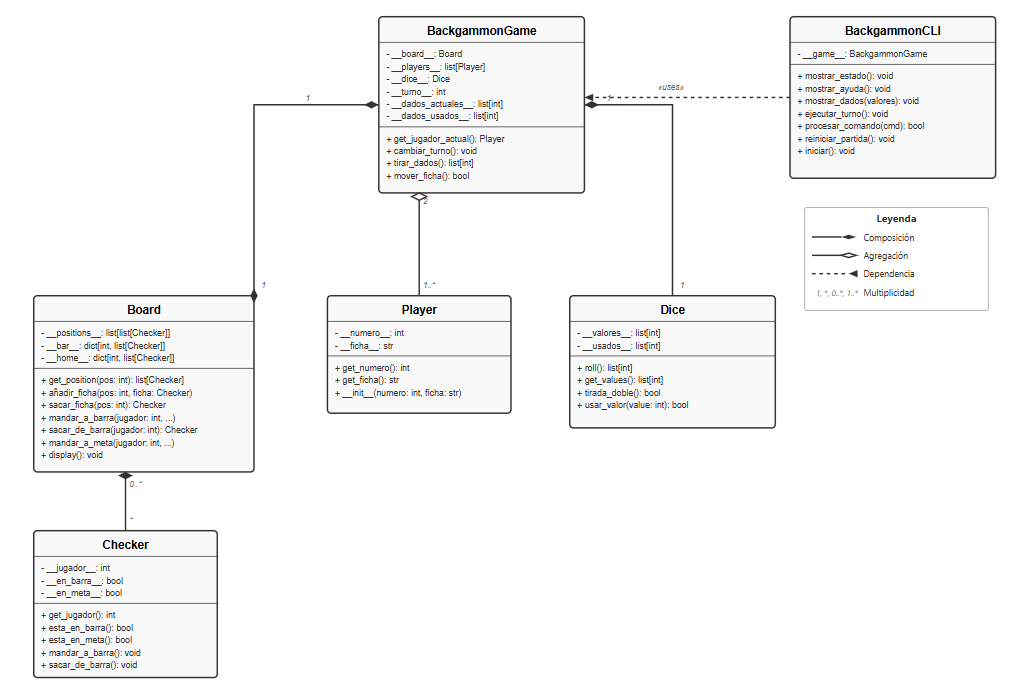 BackgammonGame
- __board__: Board
- __players__: list[Player]
- __dice__: Dice
- __turno__: int
- __dados_actuales__: list[int]
- __dados_usados__: list[int]
+ get_jugador_actual(): Player
+ cambiar_turno(): void
+ tirar_dados(): list[int]
+ mover_ficha(): bool
BackgammonCLI
- __game__: BackgammonGame
+ mostrar_estado(): void
+ mostrar_ayuda(): void
+ mostrar_dados(valores): void
+ ejecutar_turno(): void
+ procesar_comando(cmd): bool
+ reiniciar_partida(): void
+ iniciar(): void
«uses»
1
1
2
Leyenda
Composición
Agregación
Dependencia
1, *, 0..*, 1..* Multiplicidad
1
1..*
1
Board
- __positions__: list[list[Checker]]
- __bar__: dict[int, list[Checker]]
- __home__: dict[int, list[Checker]]
+ get_position(pos: int): list[Checker]
+ añadir_ficha(pos: int, ficha: Checker)
+ sacar_ficha(pos: int): Checker
+ mandar_a_barra(jugador: int, ...)
+ sacar_de_barra(jugador: int): Checker
+ mandar_a_meta(jugador: int, ...)
+ display(): void
Player
- __numero__: int
- __ficha__: str
+ get_numero(): int
+ get_ficha(): str
+ __init__(numero: int, ficha: str)
Dice
- __valores__: list[int]
- __usados__: list[int]
+ roll(): list[int]
+ get_values(): list[int]
+ tirada_doble(): bool
+ usar_valor(value: int): bool
0..*
*
Checker
- __jugador__: int
- __en_barra__: bool
- __en_meta__: bool
+ get_jugador(): int
+ esta_en_barra(): bool
+ esta_en_meta(): bool
+ mandar_a_barra(): void
+ sacar_de_barra(): void